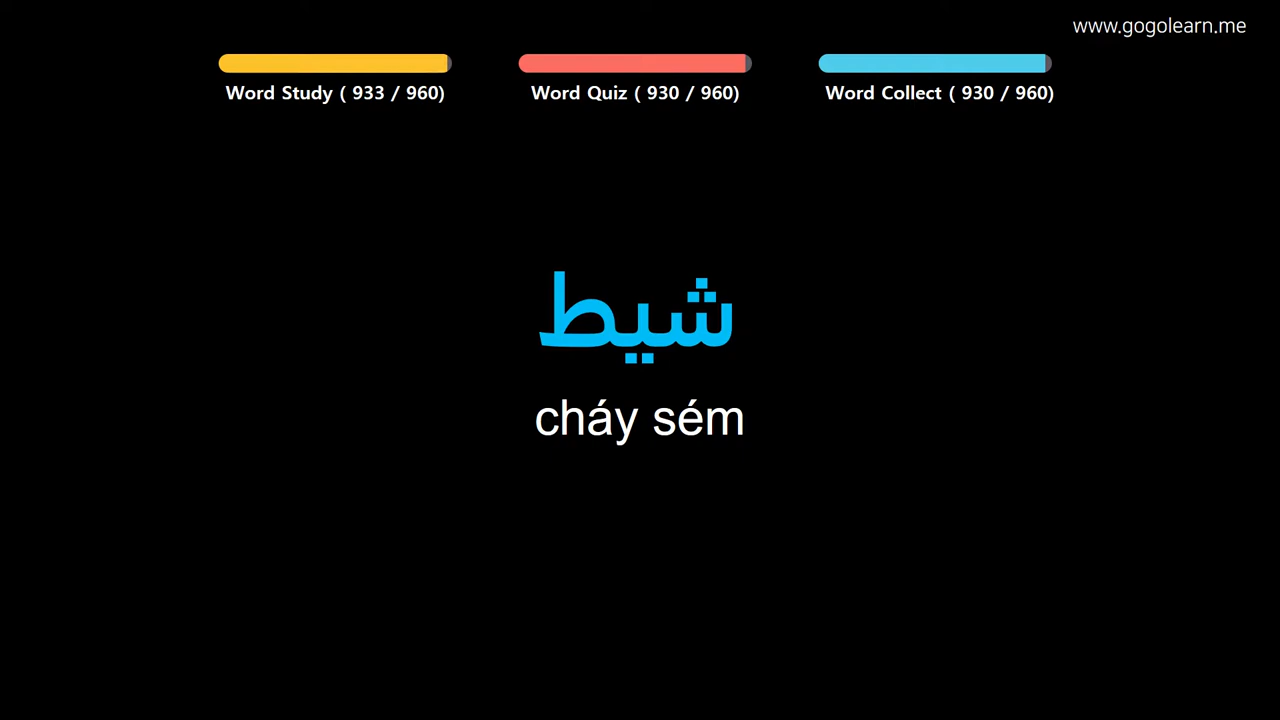 www.gogolearn.me
Word Study ( 933 / 960)
Word Quiz ( 930 / 960)
Word Collect ( 930 / 960)
شيط
cháy sém